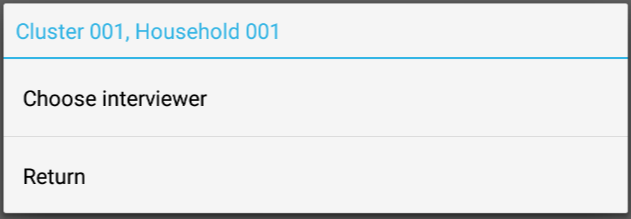 Cluster 001, Household 001
Choose interviewer
Return